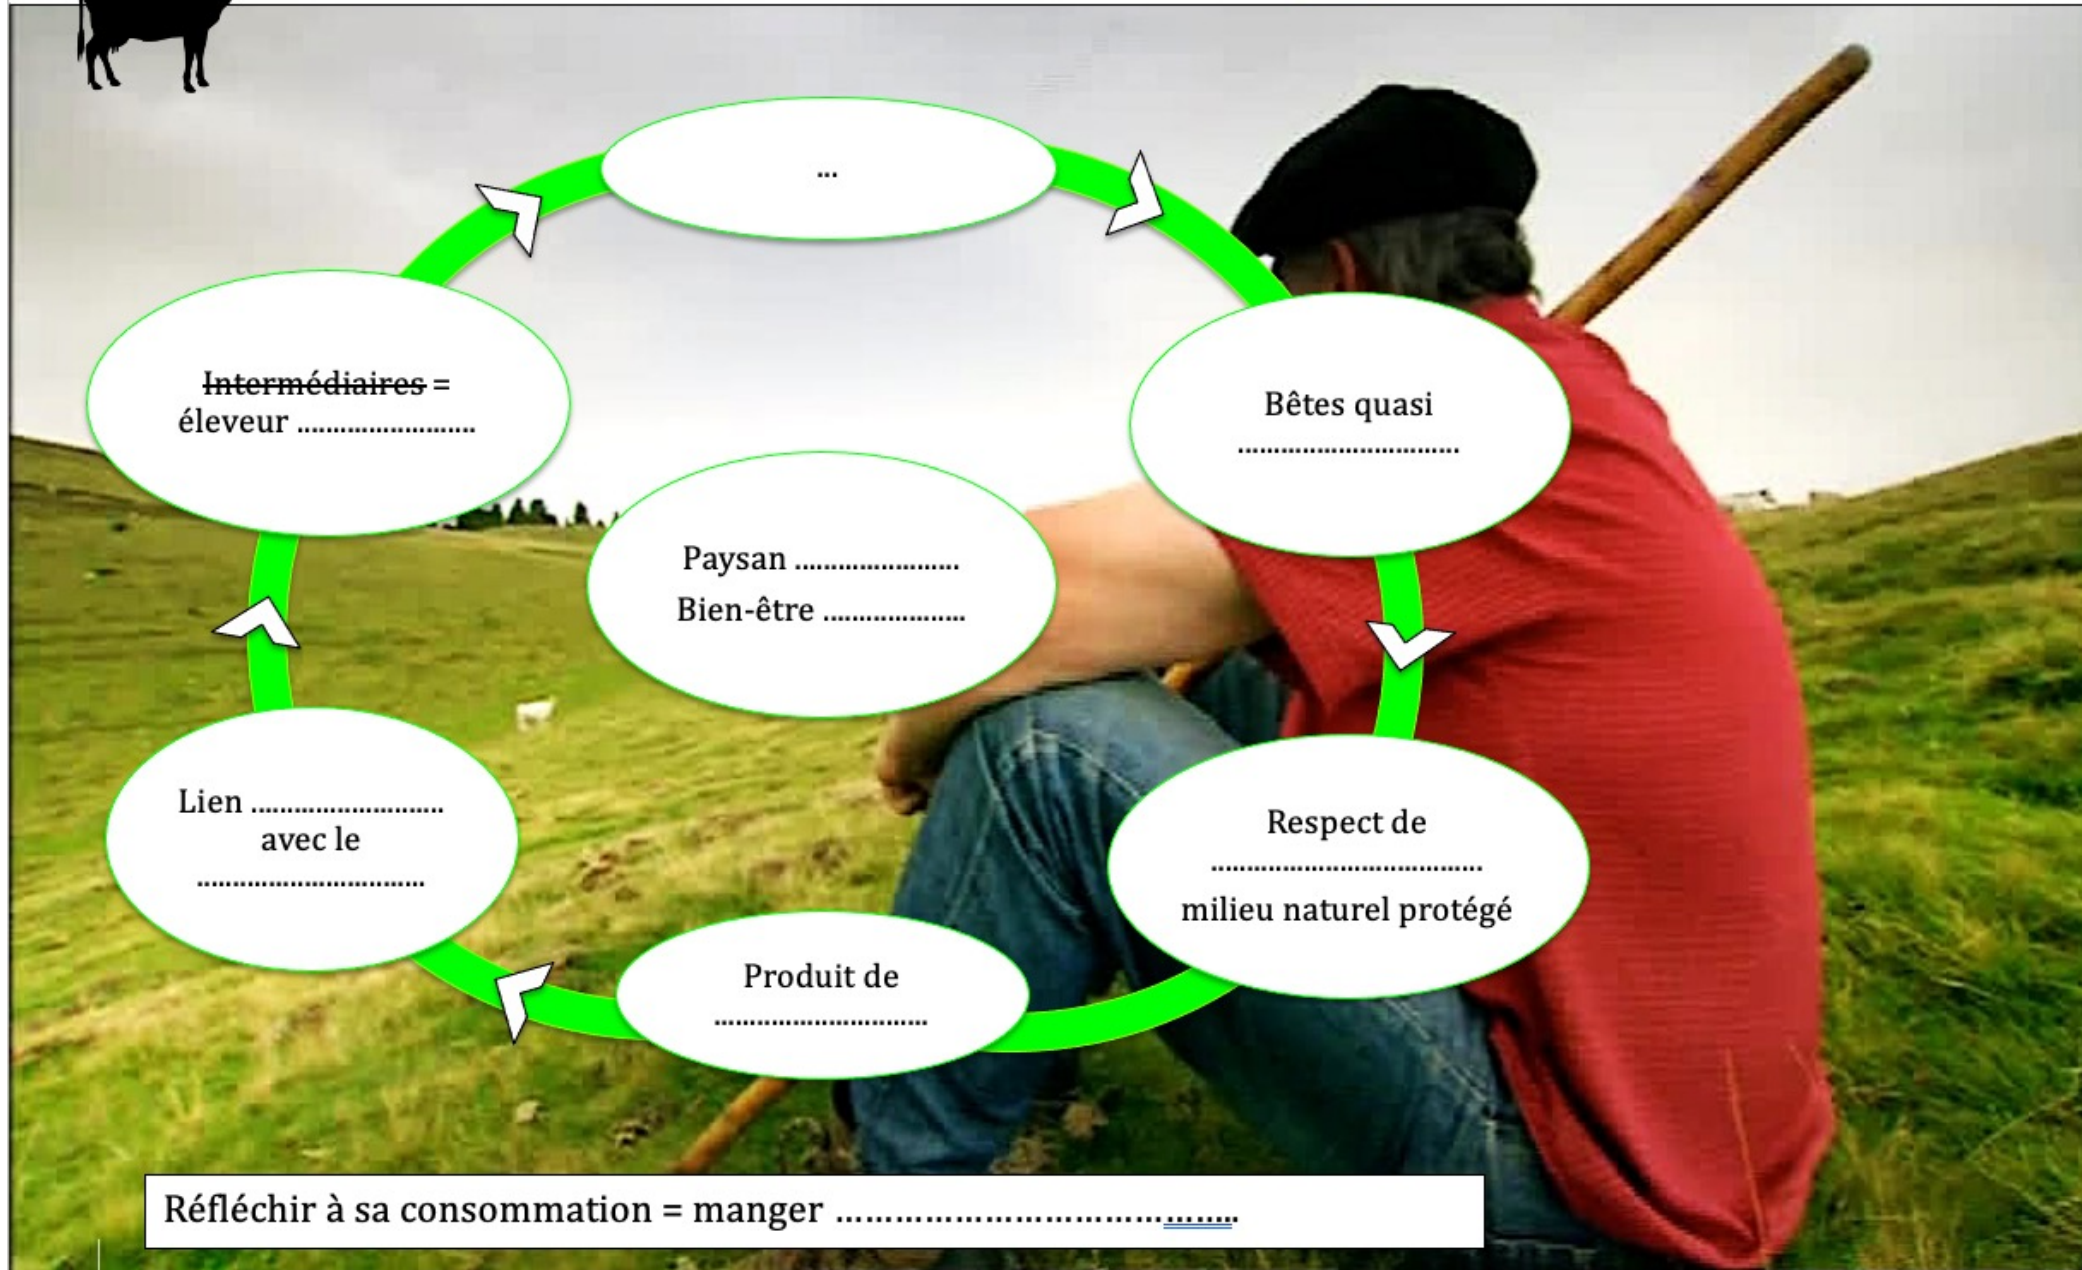 ...
Intermédiaires =
éleveur .........................
Bêtes quasi
...............................
Paysan .......................
Bien-être ....................
Lien ...........................
avec le
................................
Respect de
......................................
milieu naturel protégé
Produit de
..............................
Réfléchir à sa consommation = manger ..........................................